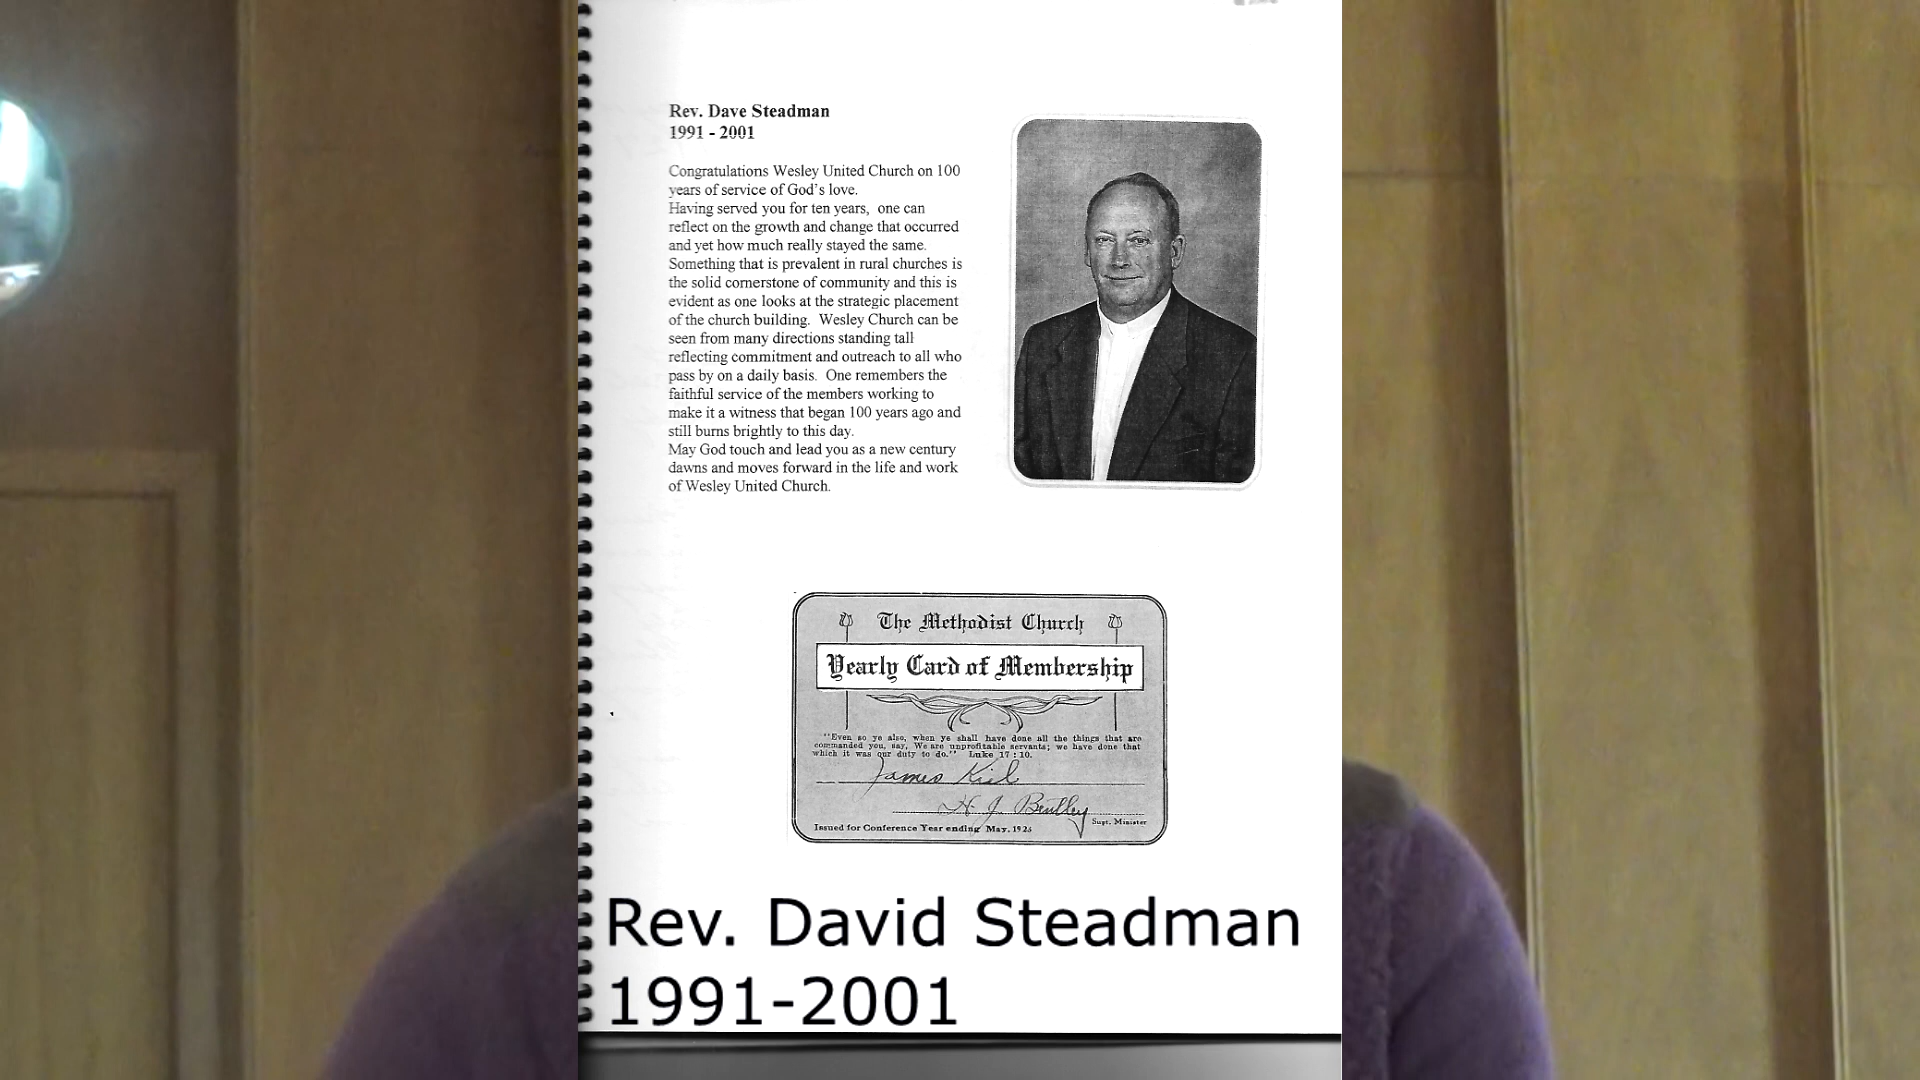 Rev. Dave Steadman
1991 - 2001
Congratulations Wesley United Church on 100
years of service of God's love.
Having served you for ten years, one can
reflect on the growth and change that occurred
and yet how much really stayed the same.
Something that is prevalent in rural churches is
the solid cornerstone of community and this is
evident as one looks at the strategic placement
of the church building. Wesley Church can be
seen from many directions standing tall
reflecting commitment and outreach to all who
pass by on a daily basis. One remembers the
faithful service of the members working to
make it a witness that began 100 years ago and
still burns brightly to this day.
May God touch and lead you as a new century
dawns and moves forward in the life and work
of Wesley United Church.
The Methodist Church
Yearly Card of Membership
"Even so ye also, when ye shall have done all the things that are
commanded you, say, We are unprofitable servants; we have done that
which it was our duty to do." Luke 17:10.
James
H. J. Bentley
Supt. Minister
Issued for Conference Year ending May,
Rev. David Steadman
1991-2001